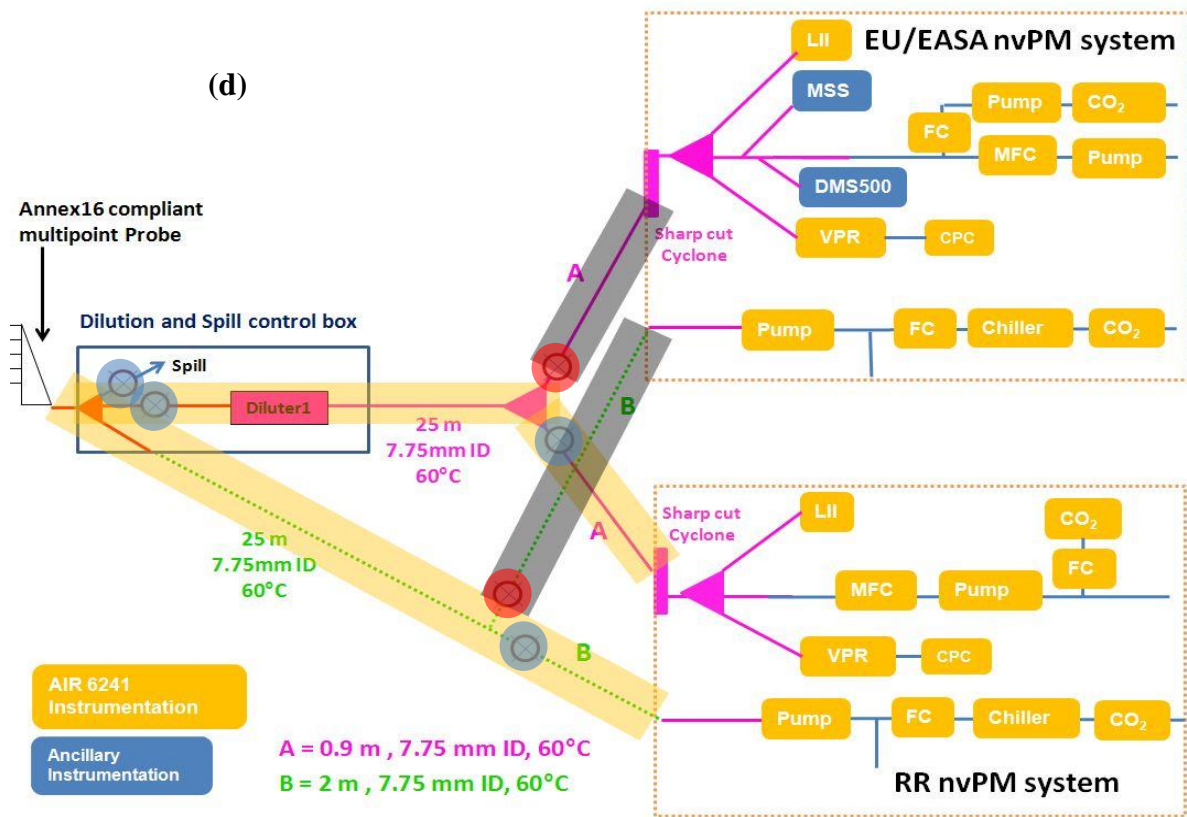 (d)
EU/EASA nvPM system
LII
MSS
Pump
CO2
FC
MFC
Pump
DMS500
VPR
CPC
Sharp cut
Cyclone
A
Annex16 compliant
multipoint Probe
Dilution and Spill control box
Spill
Diluter1
25 m
7.75mm ID
60°C
Pump
FC
Chiller
CO2
B
25 m
7.75mm ID
60°C
Sharp cut
Cyclone
A
LII
CO2
FC
MFC
Pump
VPR
CPC
B
Pump
FC
Chiller
CO2
RR nvPM system
AIR 6241
Instrumentation
Ancillary
Instrumentation
A = 0.9 m , 7.75 mm ID, 60°C
B = 2 m , 7.75 mm ID, 60°C